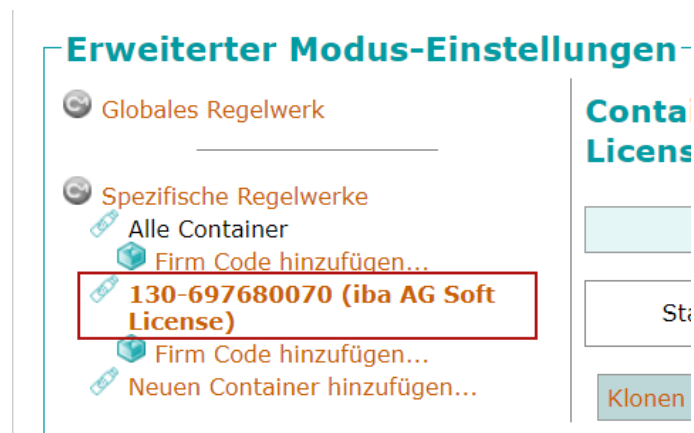 Erweiterter Modus-Einstellungen
Globales Regelwerk
Spezifische Regelwerke
Alle Container
Firm Code hinzufügen...
130-697680070 (iba AG Soft
License)
Firm Code hinzufügen...
Neuen Container hinzufügen...
Klonen